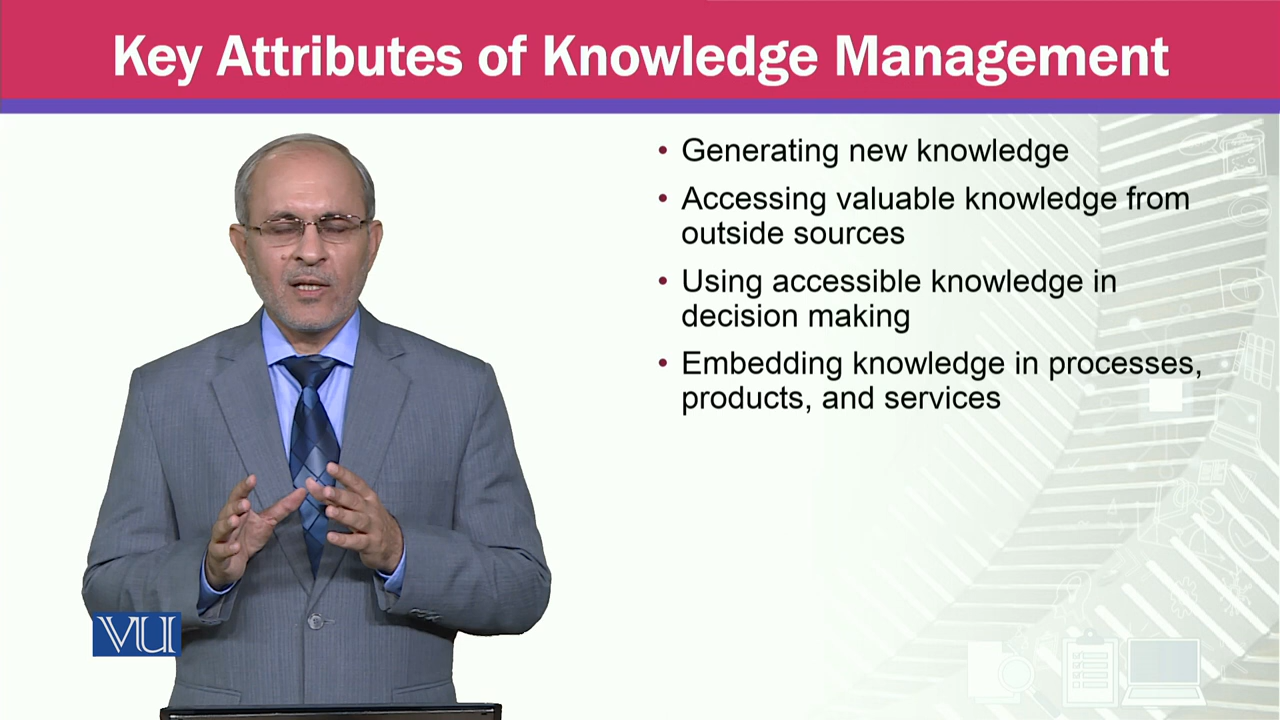 Key Attributes of Knowledge Management
• Generating new knowledge
• Accessing valuable knowledge from
outside sources
• Using accessible knowledge in
decision making
• Embedding knowledge in processes,
products, and services
VU